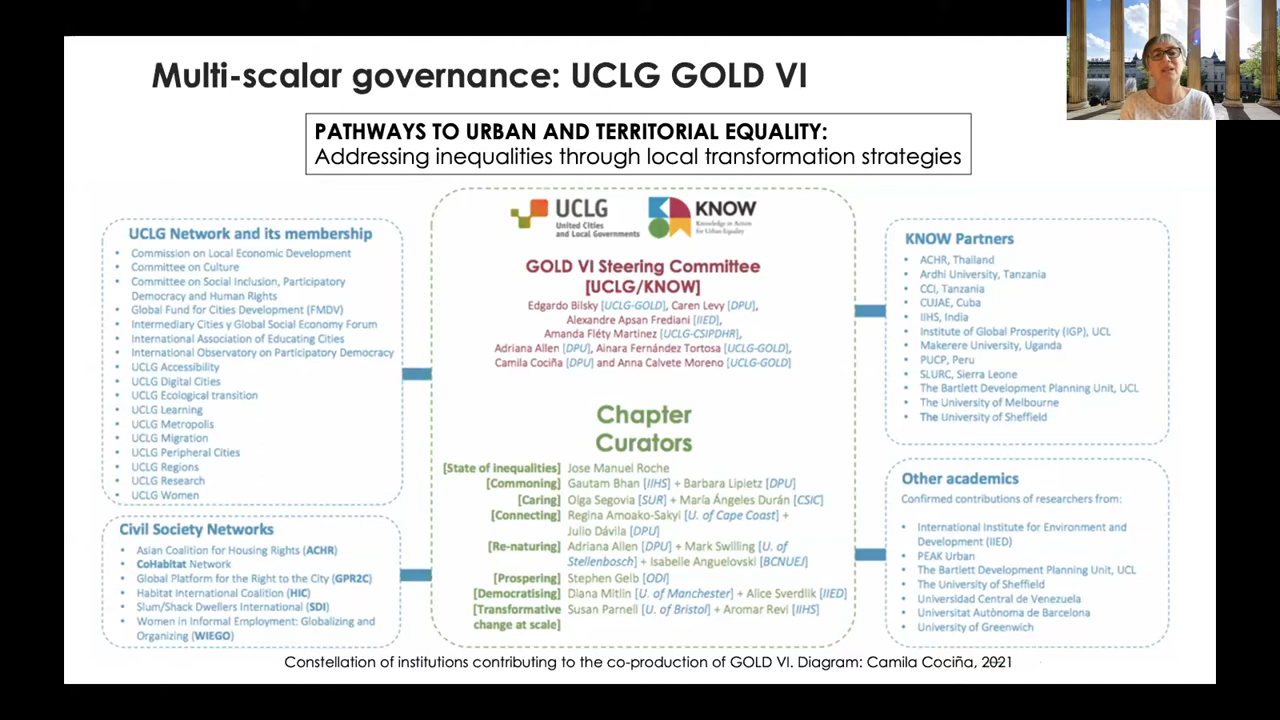 Multi-scalar governance: UCLG GOLD VI
PATHWAYS TO URBAN AND TERRITORIAL EQUALITY:
Addressing inequalities through local transformation strategies
UCLG Network and its membership
• Commission on Local Economic Development
• Committee on Culture
• Committee on Social Inclusion, Participatory
Democracy and Human Rights
• Global Fund for Cities Development (FMDV)
• Intermediary Cities y Global Social Economy Forum
• International Association of Educating Cities
• International Observatory on Participatory Democracy
• UCLG Accessibility
• UCLG Digital Cities
• UCLG Ecological transition
• UCLG Learning
• UCLG Metropolis
• UCLG Migration
• UCLG Peripheral Cities
• UCLG Regions
• UCLG Research
• UCLG Women
Civil Society Networks
• Asian Coalition for Housing Rights (ACHR)
• CoHabitat Network
• Global Platform for the Right to the City (GPR2C)
• Habitat International Coalition (HIC)
• Slum/Shack Dwellers International (SDI)
• Women in Informal Employment: Globalizing and
Organizing (WIEGO)
UCLG
United Cities
and Local Governments
KNOW
Knowledge in Action
for Urban Equality
GOLD VI Steering Committee
[UCLG/KNOW]
Edgardo Bilsky [UCLG-GOLD], Caren Levy [DPU],
Alexandre Apsan Frediani [IIED],
Amanda Fléty Martinez [UCLG-CSIPDHR],
Adriana Allen [DPU], Ainara Fernández Tortosa [UCLG-GOLD],
Camila Cociña [DPU] and Anna Calvete Moreno [UCLG-GOLD]
Chapter
Curators
[State of inequalities] Jose Manuel Roche
[Commoning] Gautam Bhan [IIHS] + Barbara Lipietz [DPU]
[Caring] Olga Segovia [SUR] + María Ángeles Durán [CSIC]
[Connecting] Regina Amoako-Sakyi [U. of Cape Coast] +
Julio Dávila [DPU]
[Re-naturing] Adriana Allen [DPU] + Mark Swilling [U. of
Stellenbosch] + Isabelle Anguelovski [BCNUEJ]
[Prospering] Stephen Gelb [ODI]
[Democratising] Diana Mitlin [U. of Manchester] + Alice Sverdlik [IIED]
[Transformative Susan Parnell [U. of Bristol] + Aromar Revi [IIHS]
change at scale]
KNOW Partners
• ACHR, Thailand
• Ardhi University, Tanzania
• CCI, Tanzania
• CUJAE, Cuba
• IIHS, India
• Institute of Global Prosperity (IGP), UCL
• Makerere University, Uganda
• PUCP, Peru
• SLURC, Sierra Leone
• The Bartlett Development Planning Unit, UCL
• The University of Melbourne
• The University of Sheffield
Other academics
Confirmed contributions of researchers from:
• International Institute for Environment and
Development (IIED)
• PEAK Urban
• The Bartlett Development Planning Unit, UCL
• The University of Sheffield
• Universidad Central de Venezuela
• Universitat Autònoma de Barcelona
• University of Greenwich
Constellation of institutions contributing to the co-production of GOLD VI. Diagram: Camila Cociña, 2021